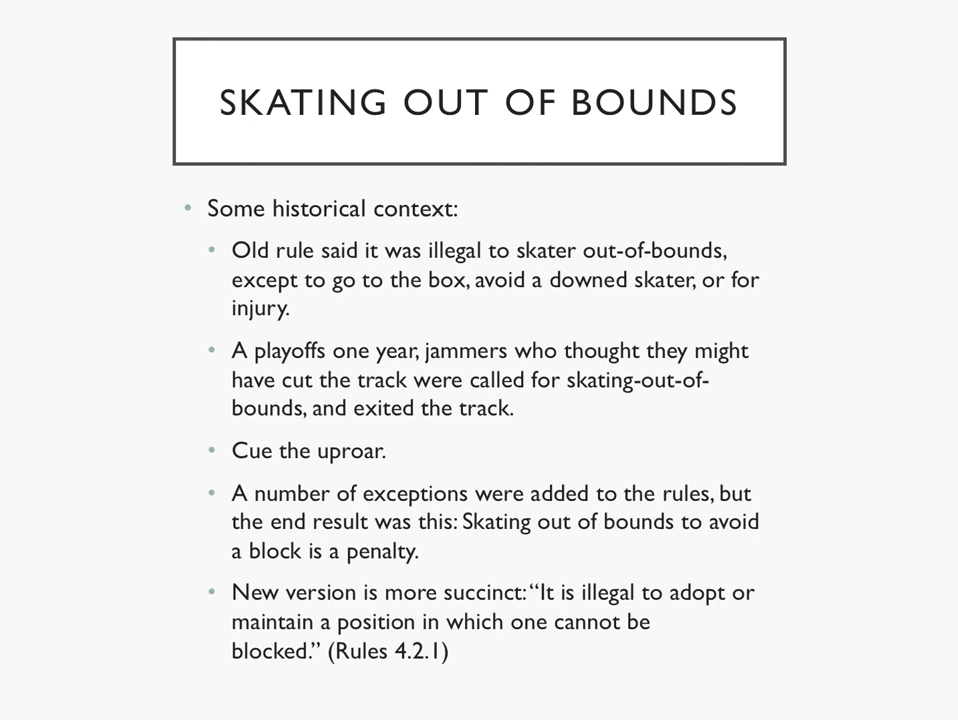 SKATING OUT OF BOUNDS
• Some historical context:
• Old rule said it was illegal to skater out-of-bounds,
except to go to the box, avoid a downed skater, or for
injury.
• A playoffs one year, jammers who thought they might
have cut the track were called for skating-out-of-
bounds, and exited the track.
• Cue the uproar.
• A number of exceptions were added to the rules, but
the end result was this: Skating out of bounds to avoid
a block is a penalty.
• New version is more succinct: “It is illegal to adopt or
maintain a position in which one cannot be
blocked.” (Rules 4.2.1)